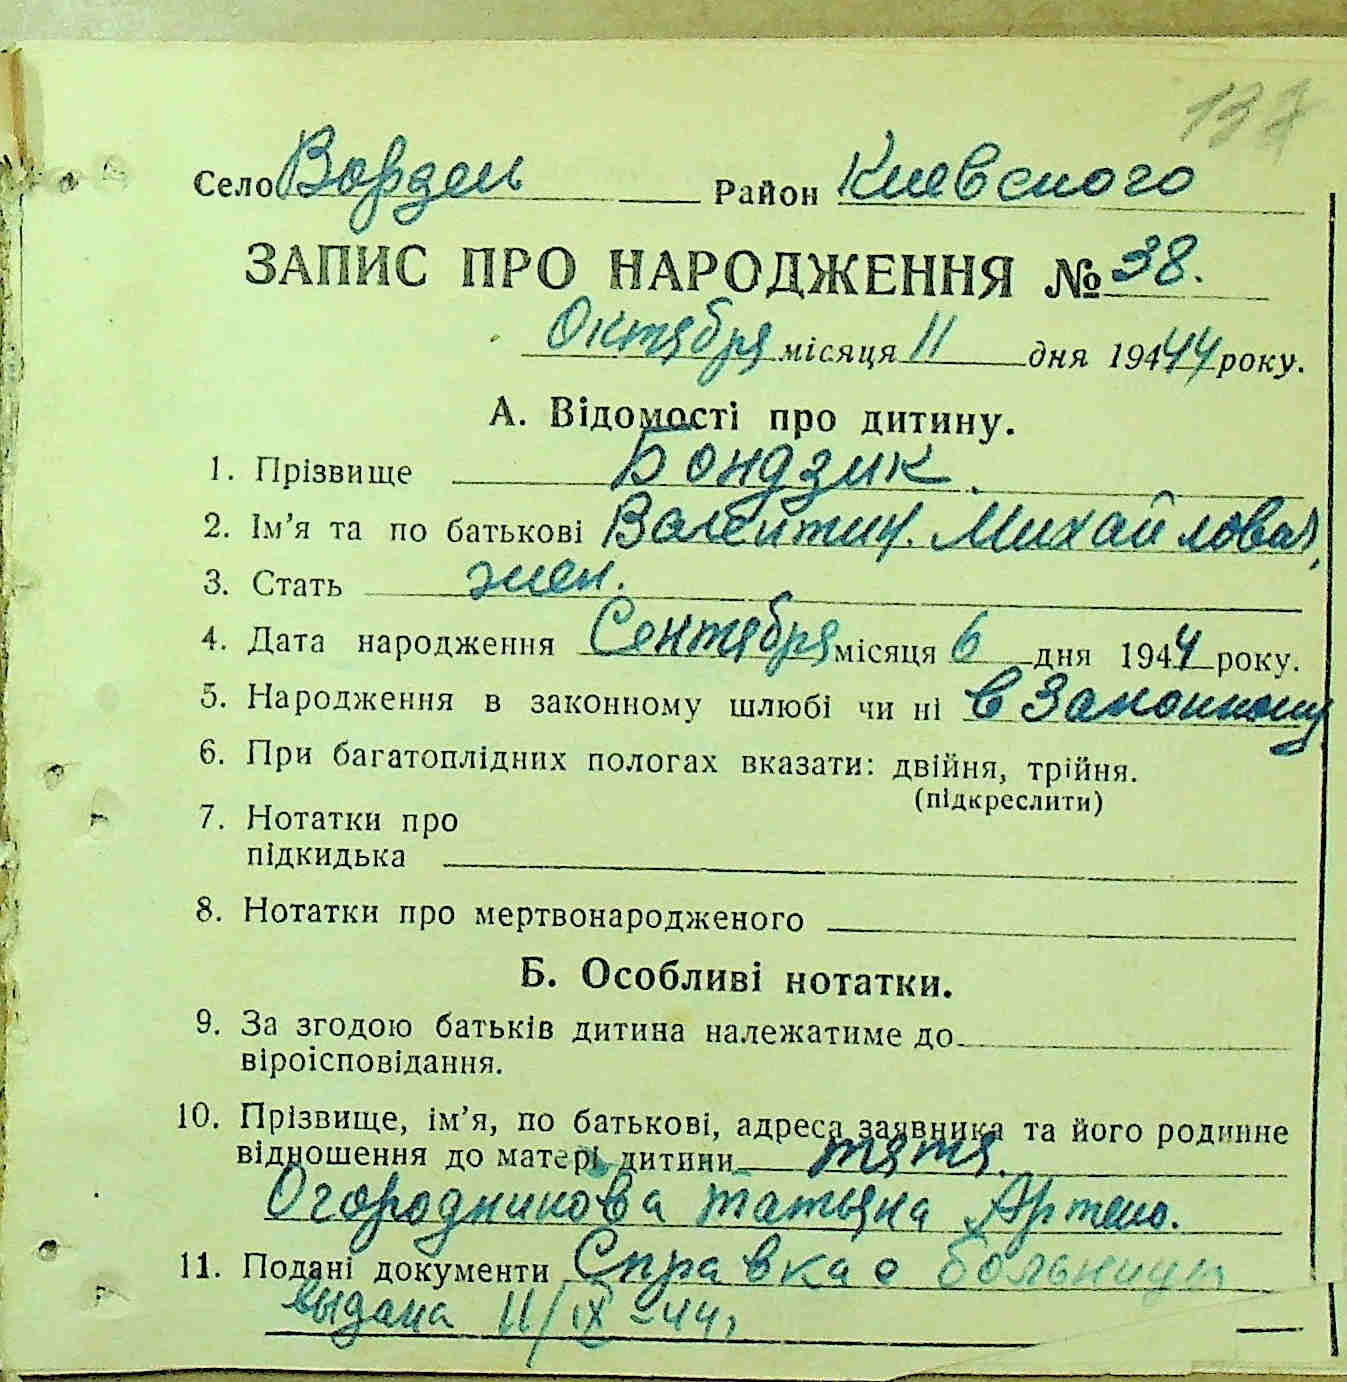 137
Село Ворзель Район Киевского
ЗАПИС ПРО НАРОДЖЕННЯ № 38.
Октября місяця 11 дня 19444 року.
А. Відомості про дитину.
1. Прізвище Бондзик
2. Ім'я та по батькові Валентин. Михайловна,
3. Стать жен.
4. Дата народження Сентября місяця 6 дня 1944 року.
5. Народження в законному шлюбі чи ні в Законному
6. При багатоплідних пологах вказати: двійня, трійня.
(підкреслити)
7. Нотатки про
підкидька
8. Нотатки про мертвонародженого
Б. Особливі нотатки.
9. За згодою батьків дитина належатиме до
віроісповідання.
10. Прізвище, ім'я, по батькові, адреса заявника та його родинне
відношення до матері дитини тётя.
Огородникова Татьяна Артемо.
11. Подані документи Справка с больницы
выдана 11/IX-44,